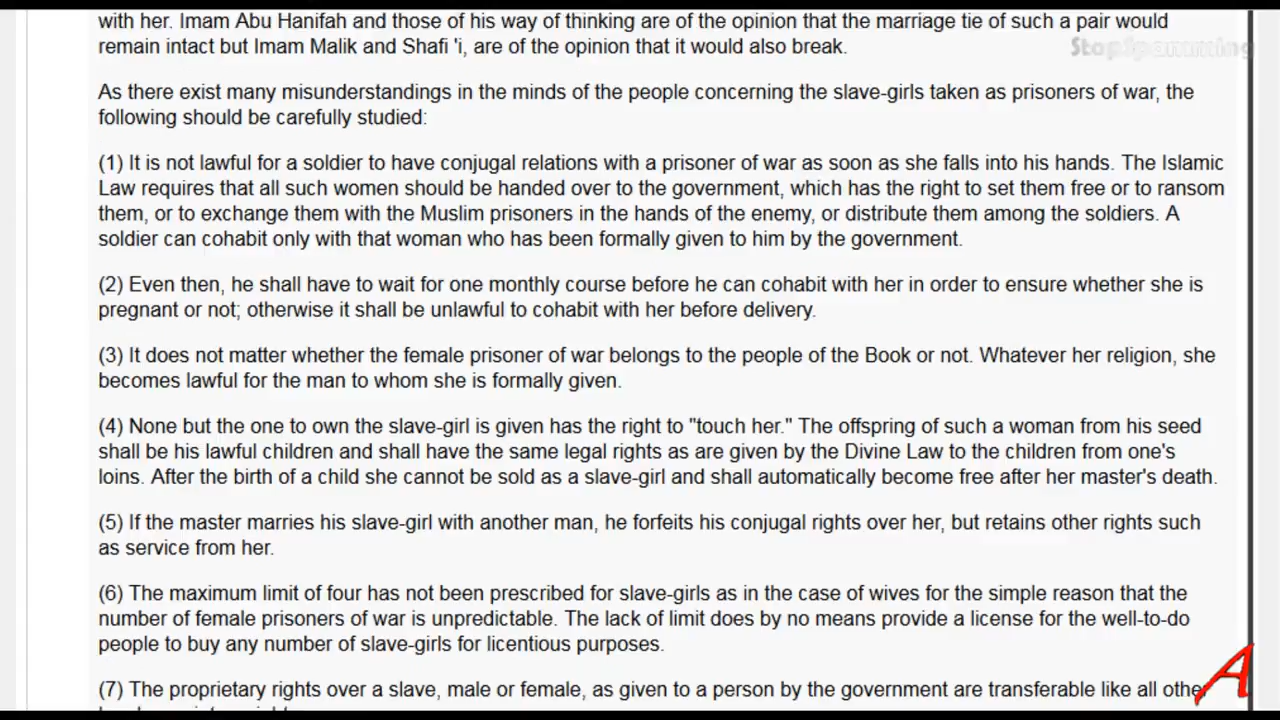 with her. Imam Abu Hanifah and those of his way of thinking are of the opinion that the marriage tie of such a pair would
remain intact but Imam Malik and Shafi 'i, are of the opinion that it would also break.
StopSpamming
As there exist many misunderstandings in the minds of the people concerning the slave-girls taken as prisoners of war, the
following should be carefully studied:
(1) It is not lawful for a soldier to have conjugal relations with a prisoner of war as soon as she falls into his hands. The Islamic
Law requires that all such women should be handed over to the government, which has the right to set them free or to ransom
them, or to exchange them with the Muslim prisoners in the hands of the enemy, or distribute them among the soldiers. A
soldier can cohabit only with that woman who has been formally given to him by the government.
(2) Even then, he shall have to wait for one monthly course before he can cohabit with her in order to ensure whether she is
pregnant or not; otherwise it shall be unlawful to cohabit with her before delivery.
(3) It does not matter whether the female prisoner of war belongs to the people of the Book or not. Whatever her religion, she
becomes lawful for the man to whom she is formally given.
(4) None but the one to own the slave-girl is given has the right to "touch her." The offspring of such a woman from his seed
shall be his lawful children and shall have the same legal rights as are given by the Divine Law to the children from one's
loins. After the birth of a child she cannot be sold as a slave-girl and shall automatically become free after her master's death.
(5) If the master marries his slave-girl with another man, he forfeits his conjugal rights over her, but retains other rights such
as service from her.
(6) The maximum limit of four has not been prescribed for slave-girls as in the case of wives for the simple reason that the
number of female prisoners of war is unpredictable. The lack of limit does by no means provide a license for the well-to-do
people to buy any number of slave-girls for licentious purposes.
(7) The proprietary rights over a slave, male or female, as given to a person by the government are transferable like all othe
A